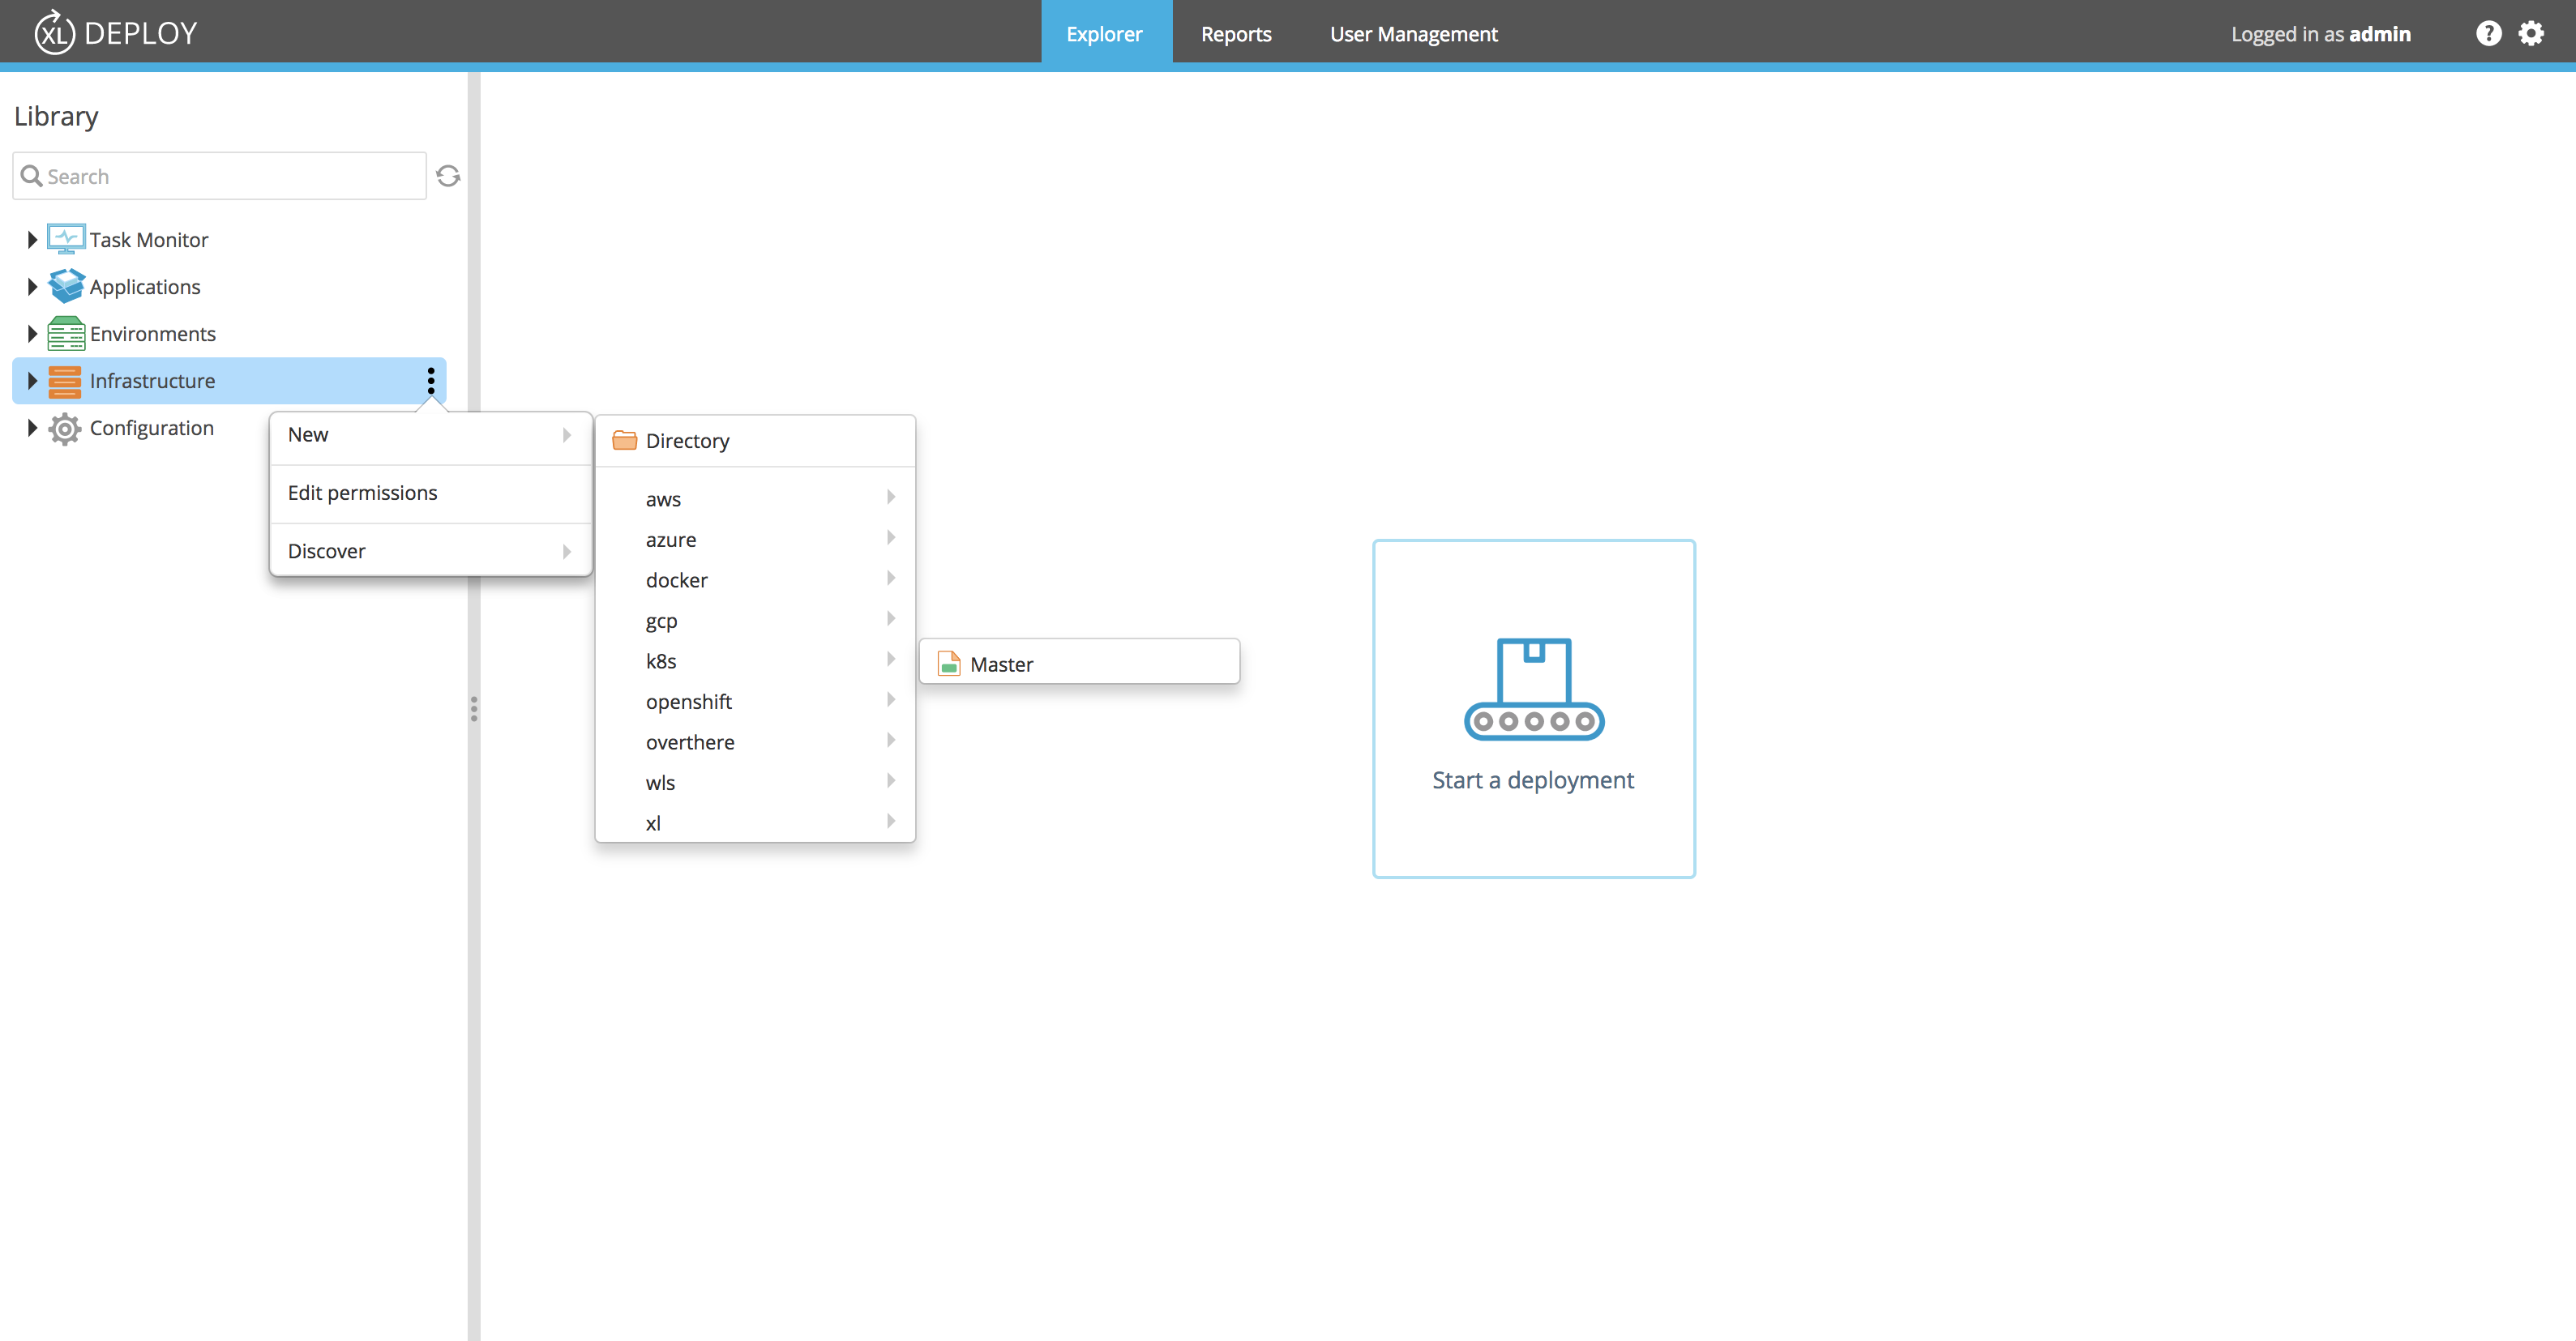 XL DEPLOY
Explorer
Reports
User Management
Logged in as admin
?
Library
Search
Task Monitor
Applications
Environments
Infrastructure
Configuration
New
Edit permissions
Discover
Directory
aws
azure
docker
gcp
k8s
openshift
overthere
wls
xl
Master
Start a deployment